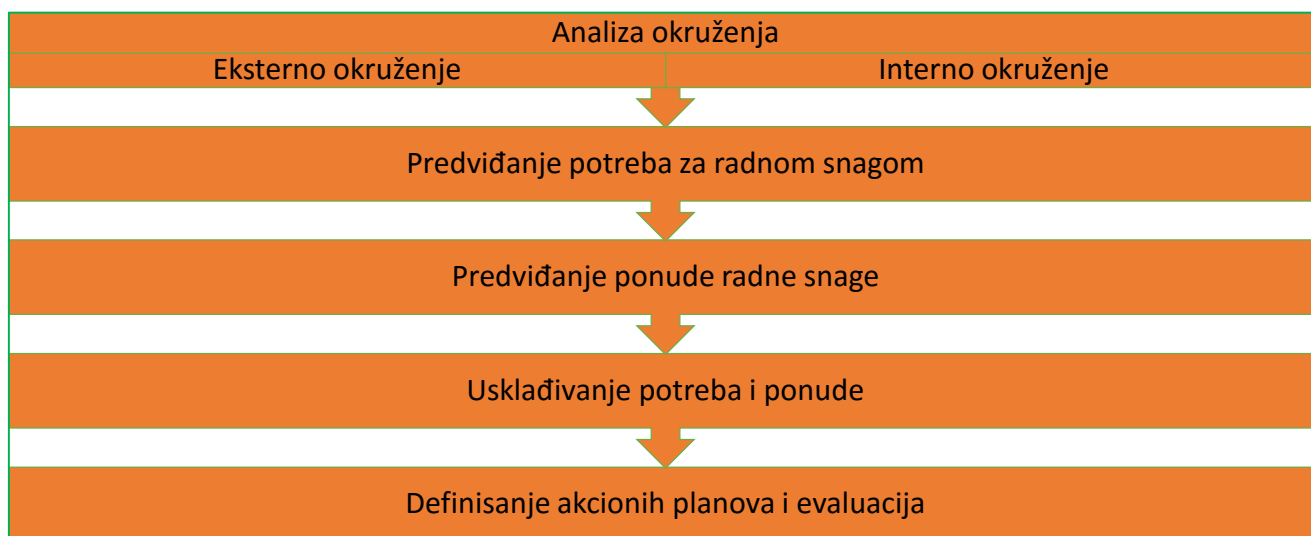 Analiza okruženja
Eksterno okruženje
Interno okruženje
Predviđanje potreba za radnom snagom
Predviđanje ponude radne snage
Usklađivanje potreba i ponude
Definisanje akcionih planova i evaluacija